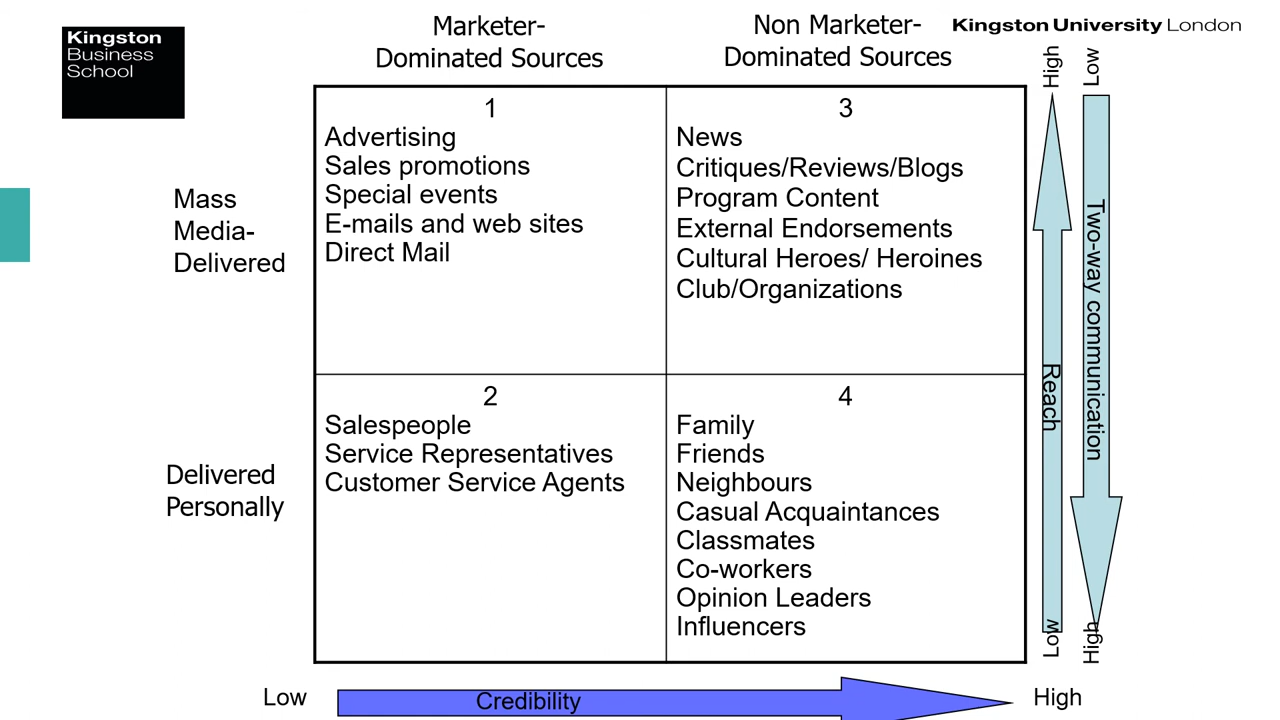 Kingston
Business
School
Marketer-
Dominated Sources
Non Marketer-
Dominated Sources
Kingston University London
High
Low
Mass
Media-
Delivered
1
Advertising
Sales promotions
Special events
E-mails and web sites
Direct Mail
3
News
Critiques/Reviews/Blogs
Program Content
External Endorsements
Cultural Heroes/ Heroines
Club/Organizations
Delivered
Personally
2
Salespeople
Service Representatives
Customer Service Agents
4
Family
Friends
Neighbours
Casual Acquaintances
Classmates
Co-workers
Opinion Leaders
Influencers
Reach
Two-way communication
Low
High
Low
Credibility
High